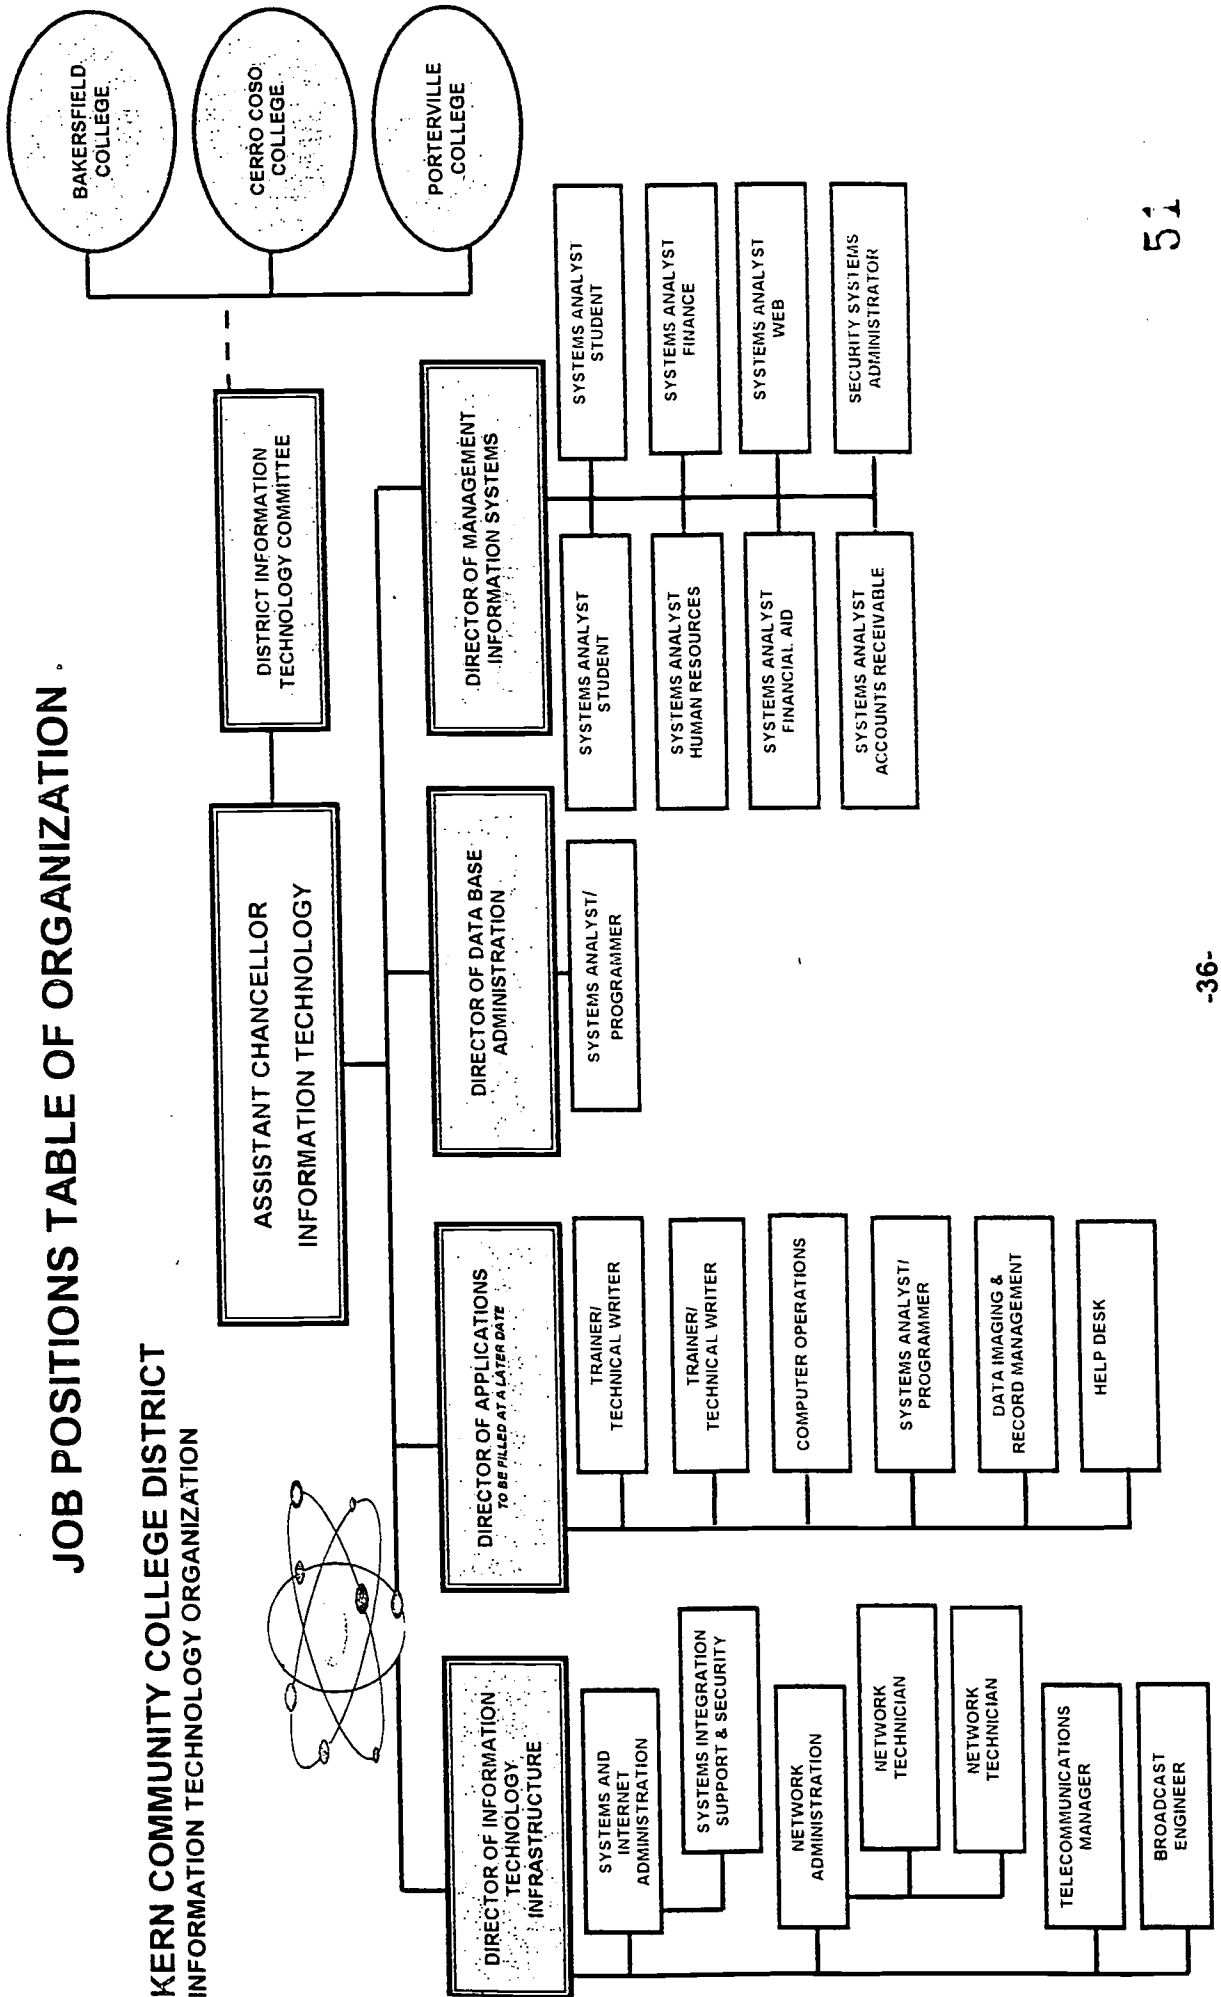 JOB POSITIONS TABLE OF ORGANIZATION
KERN COMMUNITY COLLEGE DISTRICT
INFORMATION TECHNOLOGY ORGANIZATION
ASSISTANT CHANCELLOR
INFORMATION TECHNOLOGY
DISTRICT INFORMATION
TECHNOLOGY COMMITTEE
BAKERSFIELD
COLLEGE
CERRO COSO
COLLEGE
PORTERVILLE
COLLEGE
DIRECTOR OF INFORMATION
TECHNOLOGY
INFRASTRUCTURE
SYSTEMS AND
INTERNET
ADMINISTRATION
SYSTEMS INTEGRATION
SUPPORT & SECURITY
NETWORK
ADMINISTRATION
NETWORK
TECHNICIAN
NETWORK
TECHNICIAN
TELECOMMUNICATIONS
MANAGER
BROADCAST
ENGINEER
DIRECTOR OF APPLICATIONS
TO BE FILLED AT A LATER DATE
TRAINER/
TECHNICAL WRITER
TRAINER/
TECHNICAL WRITER
COMPUTER OPERATIONS
SYSTEMS ANALYST/
PROGRAMMER
DATA IMAGING &
RECORD MANAGEMENT
HELP DESK
DIRECTOR OF DATA BASE
ADMINISTRATION
SYSTEMS ANALYST/
PROGRAMMER
DIRECTOR OF MANAGEMENT
INFORMATION SYSTEMS
SYSTEMS ANALYST
STUDENT
SYSTEMS ANALYST
STUDENT
SYSTEMS ANALYST
HUMAN RESOURCES
SYSTEMS ANALYST
FINANCE
SYSTEMS ANALYST
FINANCIAL AID
SYSTEMS ANALYST
WEB
SYSTEMS ANALYST
ACCOUNTS RECEIVABLE
SECURITY SYSTEMS
ADMINISTRATOR
-36-
51